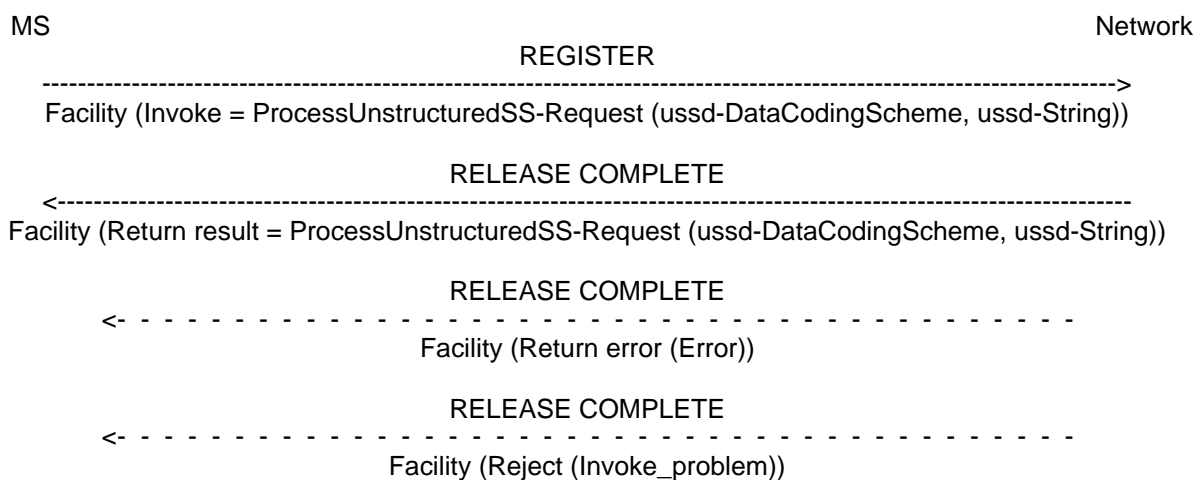 MS Network
REGISTER
------------------------------------------------------------------------------------------------------------------------>
Facility (Invoke = ProcessUnstructuredSS-Request (ussd-DataCodingScheme, ussd-String))
RELEASE COMPLETE
<------------------------------------------------------------------------------------------------------------------------
Facility (Return result = ProcessUnstructuredSS-Request (ussd-DataCodingScheme, ussd-String))
RELEASE COMPLETE
<- - - - - - - - - - - - - - - - - - - - - - - - - - - - - - - - - - - - - - - - -
Facility (Return error (Error))
RELEASE COMPLETE
<- - - - - - - - - - - - - - - - - - - - - - - - - - - - - - - - - - - - - - - - -
Facility (Reject (Invoke_problem))